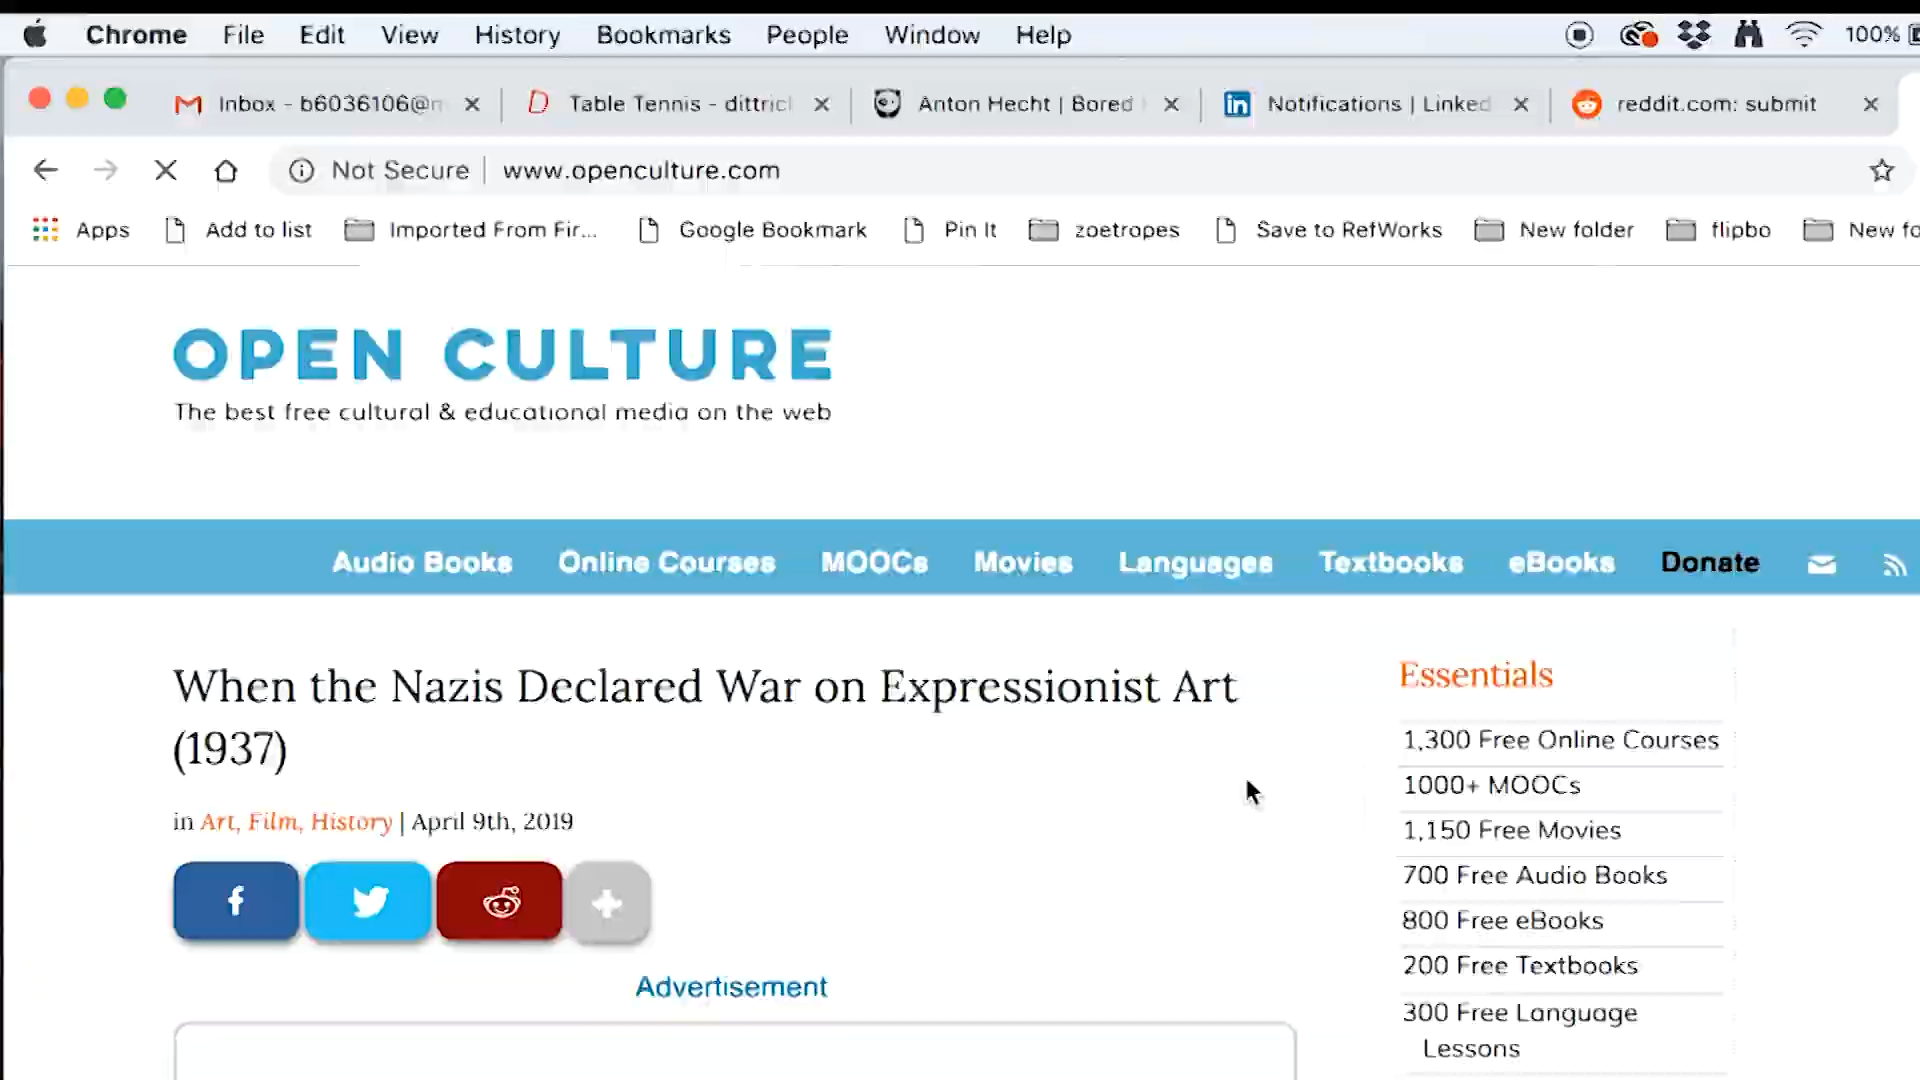 Chrome File Edit View History Bookmarks People Window Help 100%
Inbox - b6036106@ Table Tennis - dittric Anton Hecht | Bored Notifications | Linked reddit.com: submit
Not Secure www.openculture.com
Apps Add to list Imported From Fir... Google Bookmark Pin It zoetropes Save to RefWorks New folder flipbo New fo
OPEN CULTURE
The best free cultural & educational media on the web
Audio Books Online Courses MOOCs Movies Languages Textbooks eBooks Donate
When the Nazis Declared War on Expressionist Art
(1937)
in Art, Film, History | April 9th, 2019
Advertisement
Essentials
1,300 Free Online Courses
1000+ MOOCs
1,150 Free Movies
700 Free Audio Books
800 Free eBooks
200 Free Textbooks
300 Free Language
Lessons